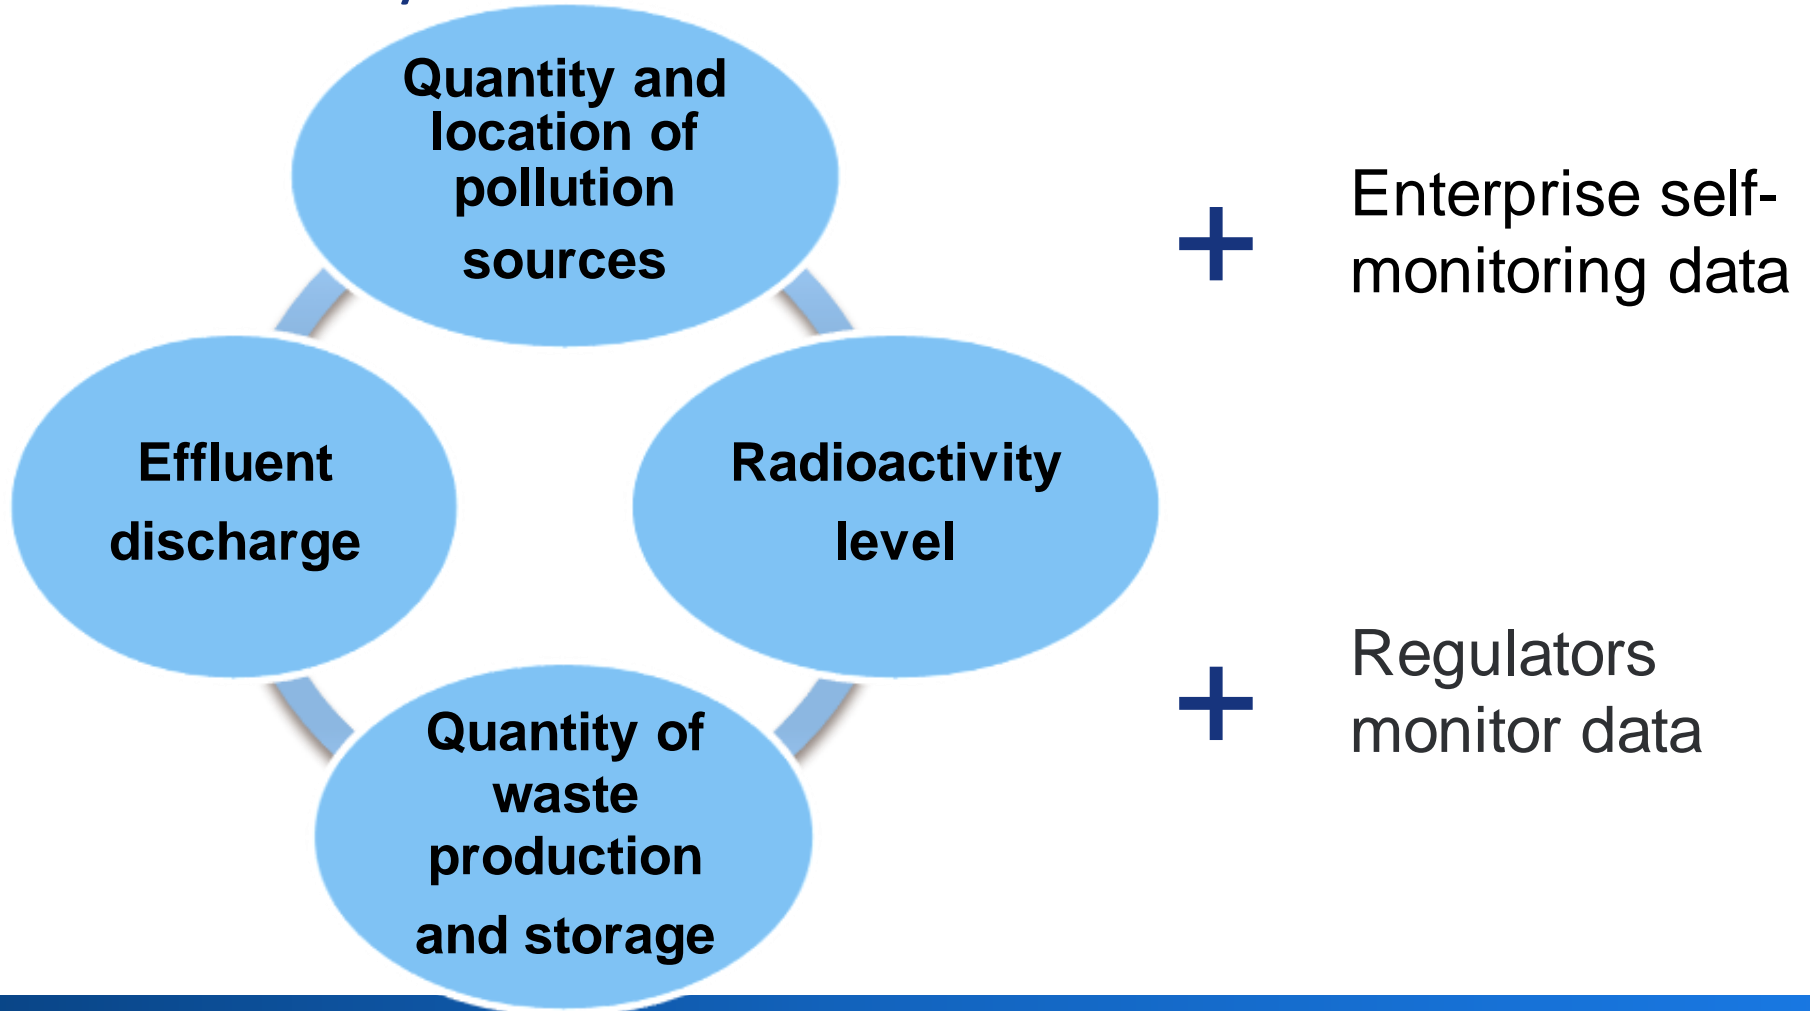 Quantity and
location of
pollution
sources
Effluent
discharge
Radioactivity
level
Quantity of
waste
production
and storage
+
Enterprise self-
monitoring data
+
Regulators
monitor data